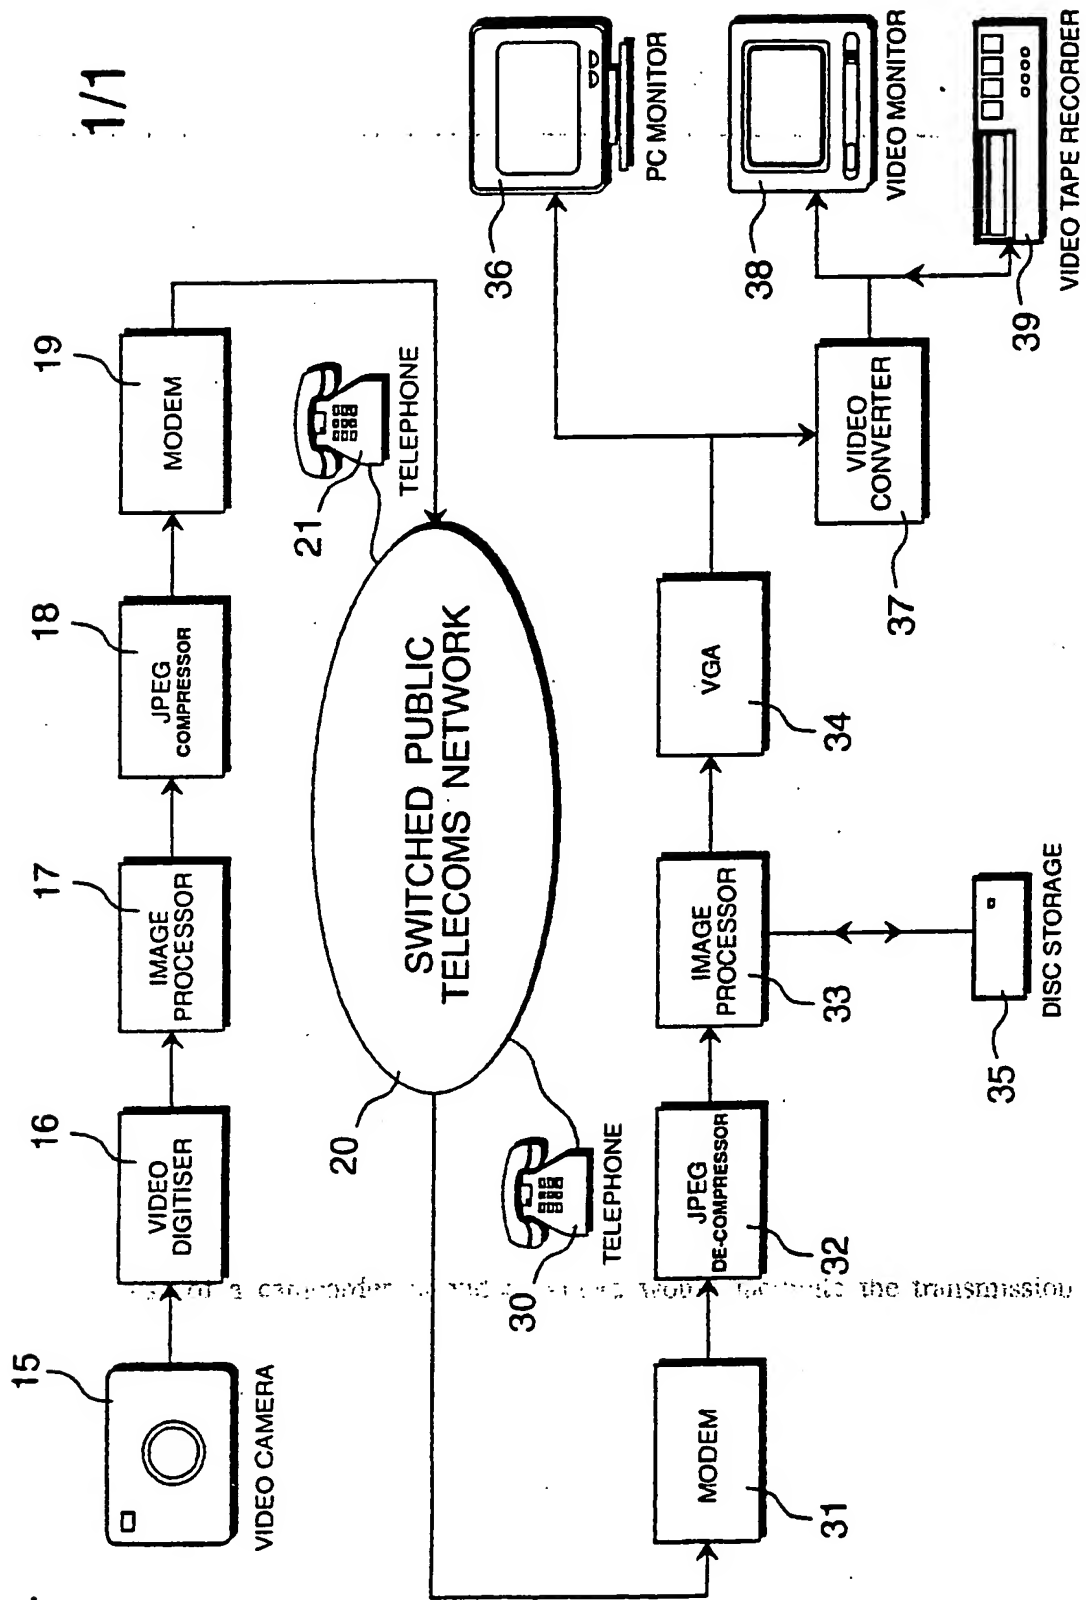 1/1
15
VIDEO CAMERA
16
VIDEO
DIGITISER
17
IMAGE
PROCESSOR
18
JPEG
COMPRESSOR
19
MODEM
20
SWITCHED PUBLIC
TELECOMS NETWORK
21
TELEPHONE
30
TELEPHONE
31
MODEM
32
JPEG
DE-COMPRESSOR
33
IMAGE
PROCESSOR
34
VGA
35
DISC STORAGE
36
PC MONITOR
37
VIDEO
CONVERTER
38
VIDEO MONITOR
39
VIDEO TAPE RECORDER
the transmission